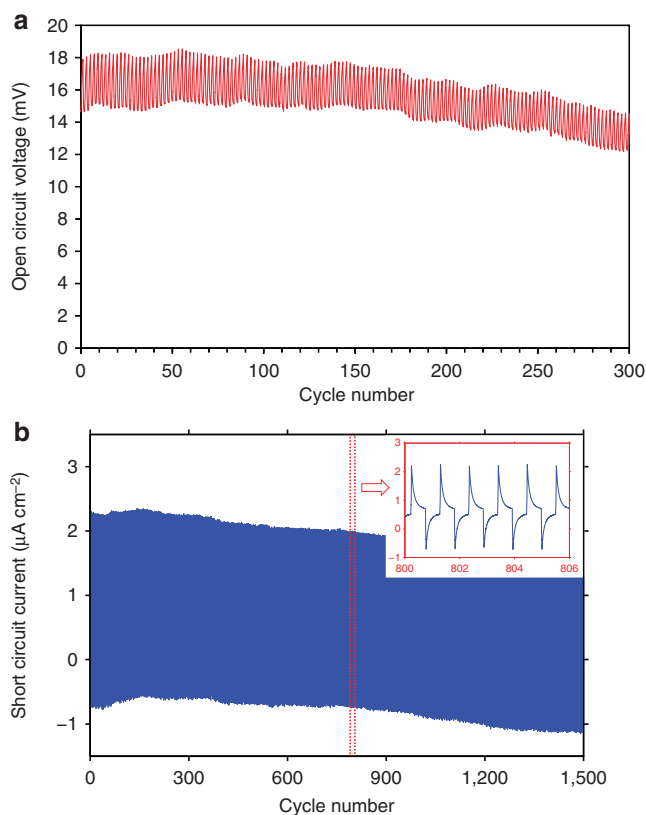 a
20
18
16
14
12
10
8
6
4
2
0
Open circuit voltage (mV)
0 50 100 150 200 250 300
Cycle number
b
3
2
1
0
−1
Short circuit current (μA cm−2)
3
2
1
0
−1
800 802 804 806
0 300 600 900 1,200 1,500
Cycle number